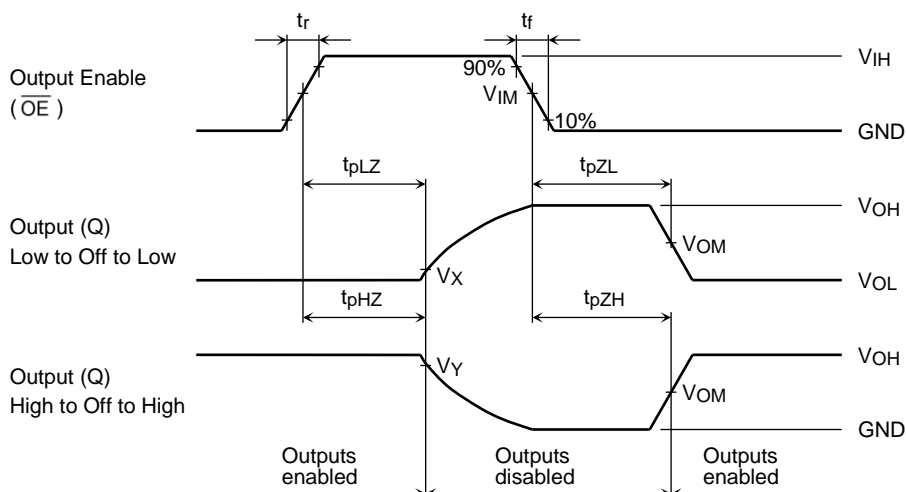 tr
tf
Output Enable
( OE )
90%
VIM
10%
VIH
GND
tpLZ
tpZL
Output (Q)
Low to Off to Low
VX
VOM
VOH
VOL
tpHZ
tpZH
Output (Q)
High to Off to High
VY
VOM
VOH
GND
Outputs
enabled
Outputs
disabled
Outputs
enabled